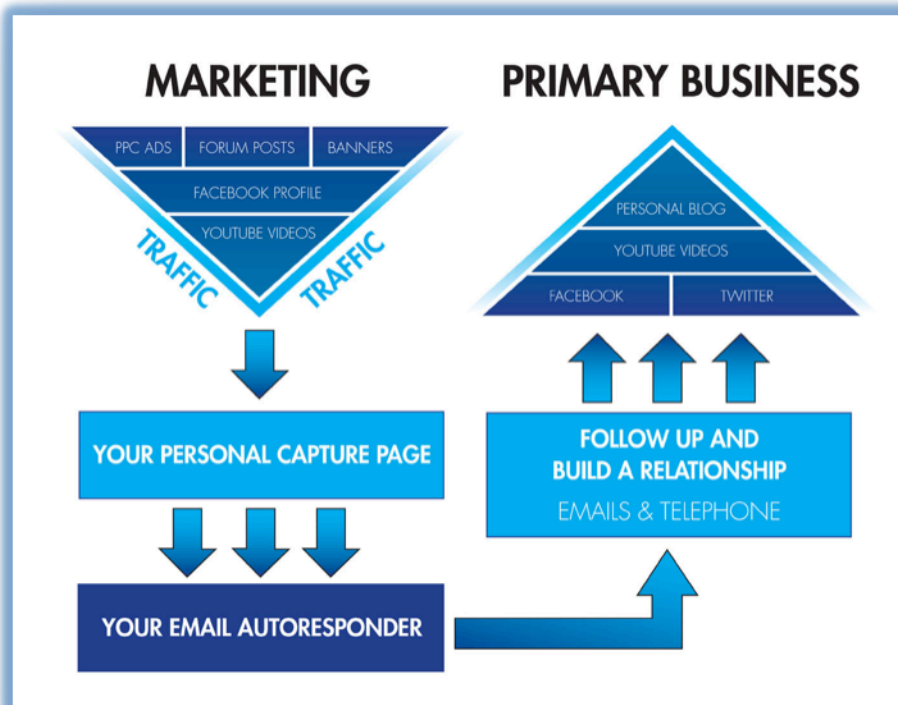 MARKETING
PPC ADS
FORUM POSTS
BANNERS
FACEBOOK PROFILE
YOUTUBE VIDEOS
TRAFFIC
TRAFFIC
YOUR PERSONAL CAPTURE PAGE
YOUR EMAIL AUTORESPONDER
PRIMARY BUSINESS
PERSONAL BLOG
YOUTUBE VIDEOS
FACEBOOK
TWITTER
FOLLOW UP AND
BUILD A RELATIONSHIP
EMAILS & TELEPHONE